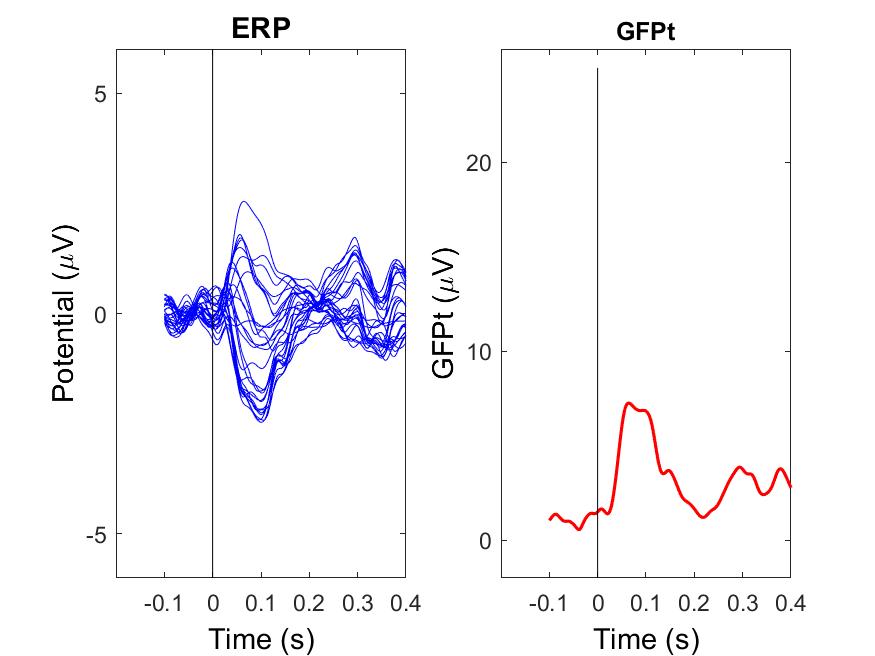 ERP
5
0
-5
Potential (μV)
-0.1 0 0.1 0.2 0.3 0.4
Time (s)
GFPt
20
10
0
GFPt (μV)
-0.1 0 0.1 0.2 0.3 0.4
Time (s)